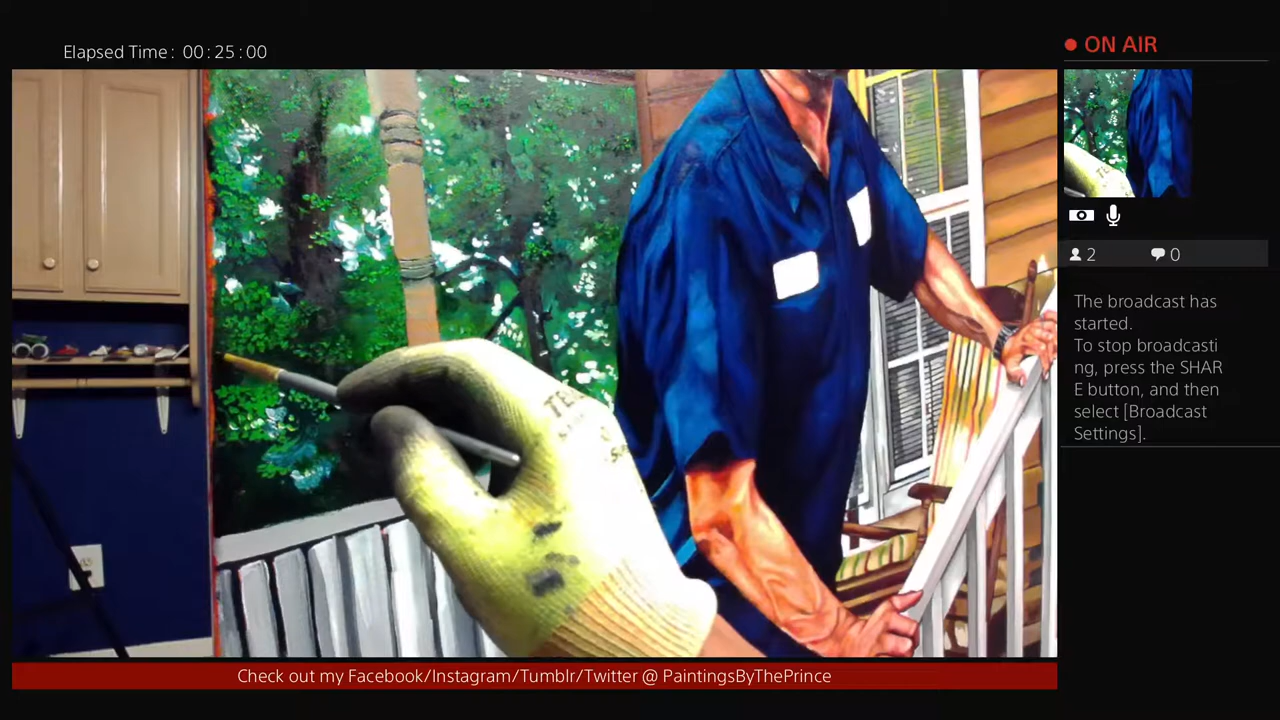 Elapsed Time: 00:25:00
ON AIR
2
0
The broadcast has
started.
To stop broadcasti
ng, press the SHAR
E button, and then
select [Broadcast
Settings].
Check out my Facebook/Instagram/Tumblr/Twitter @ PaintingsByThePrince